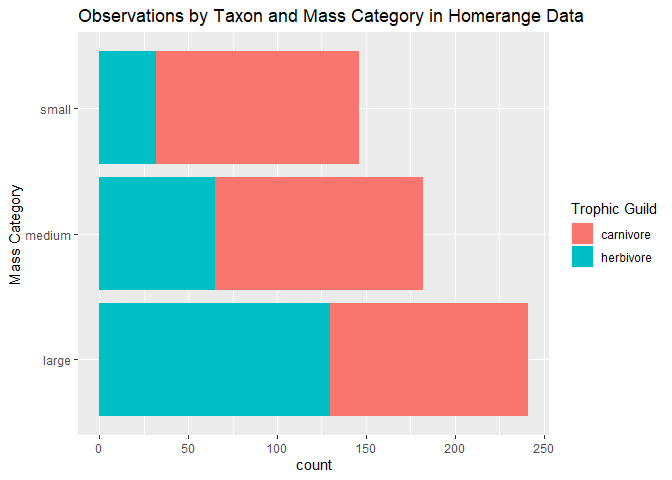 Observations by Taxon and Mass Category in Homerange Data
small
medium
large
Mass Category
0 50 100 150 200 250
count
Trophic Guild
carnivore
herbivore